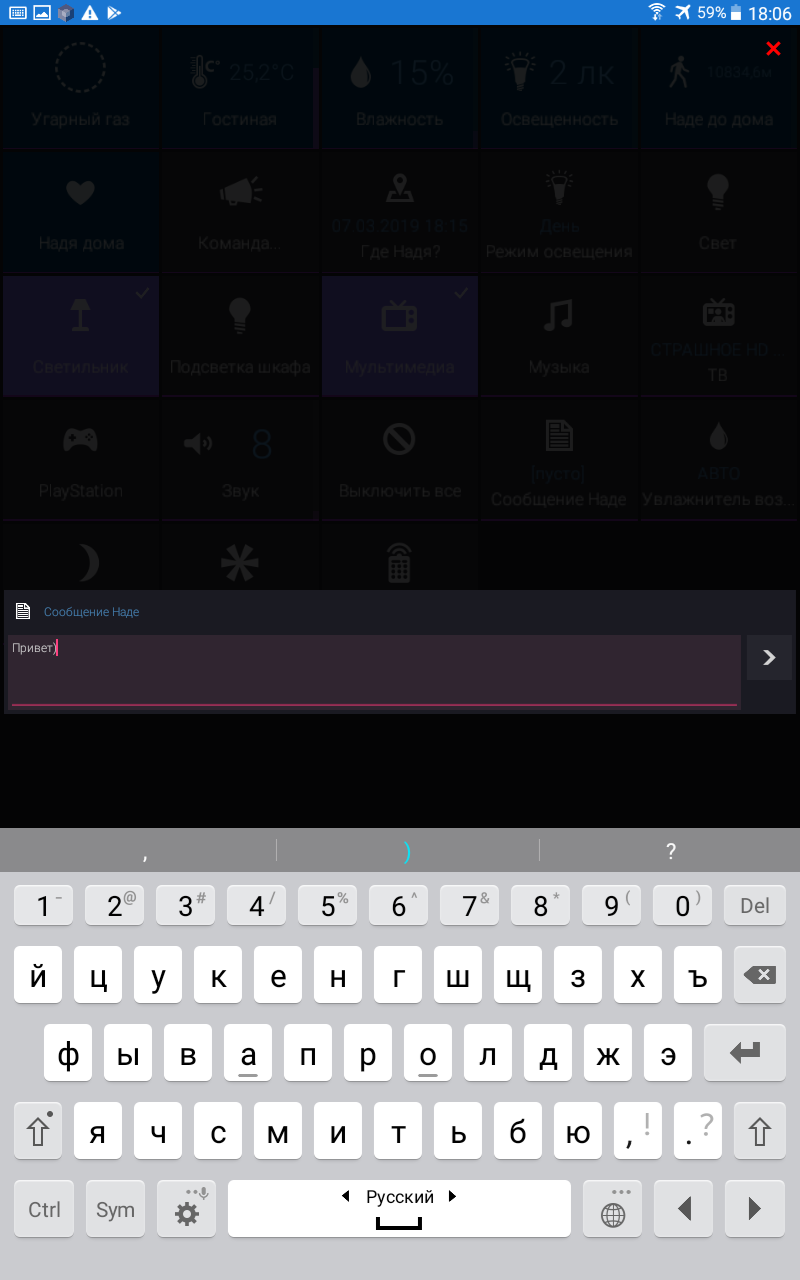 59% 18:06
Угарный газ
25,2°C
Гостиная
15%
Влажность
2 лк
Освещенность
10834,6м
Наде до дома
Надя дома
Команда...
07.03.2019 18:15
Где Надя?
День
Режим освещения
Свет
Светильник
Подсветка шкафа
Мультимедиа
Музыка
СТРАШНОЕ HD ...
ТВ
PlayStation
8
Звук
Выключить все
[пусто]
Сообщение Наде
АВТО
Увлажнитель воз...
Сообщение Наде
Привет)
, ) ?
1 - 2 @ 3 # 4 / 5 % 6 ^ 7 & 8 * 9 ( 0 ) Del
й ц у к е н г ш щ з х ъ
ф ы в а п р о л д ж э
я ч с м и т ь б ю , ! . ?
Ctrl Sym Русский